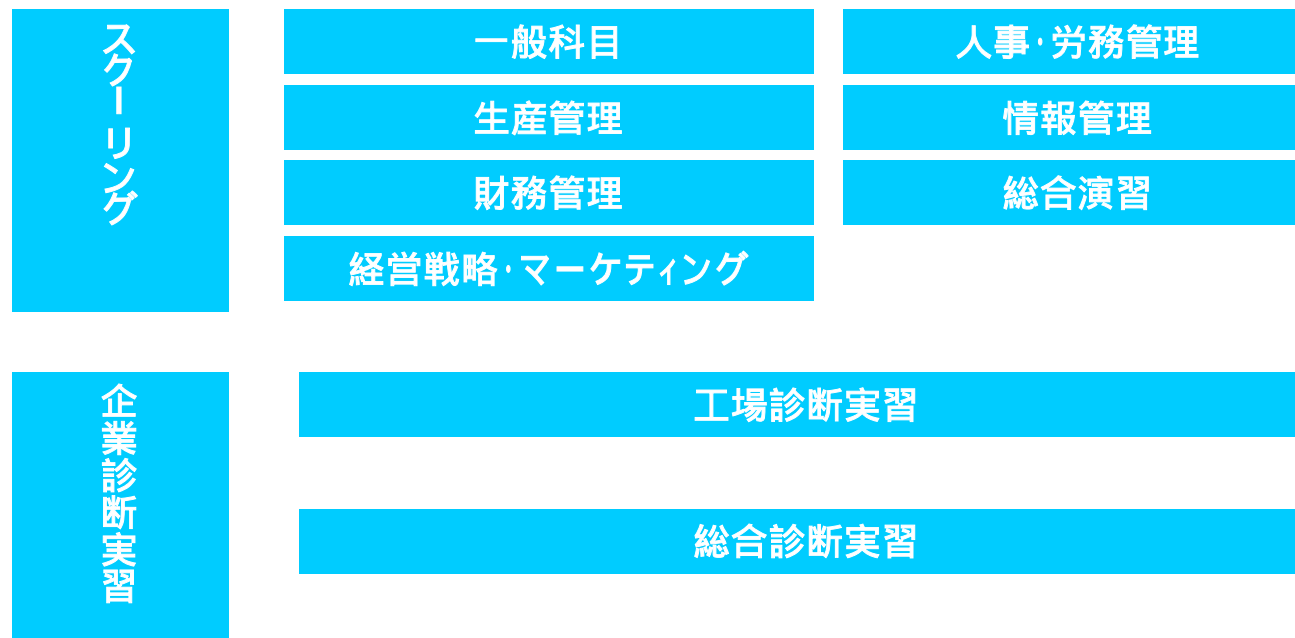 スクーリング
一般科目
人事・労務管理
生産管理
情報管理
財務管理
総合演習
経営戦略・マーケティング
企業診断実習
工場診断実習
総合診断実習